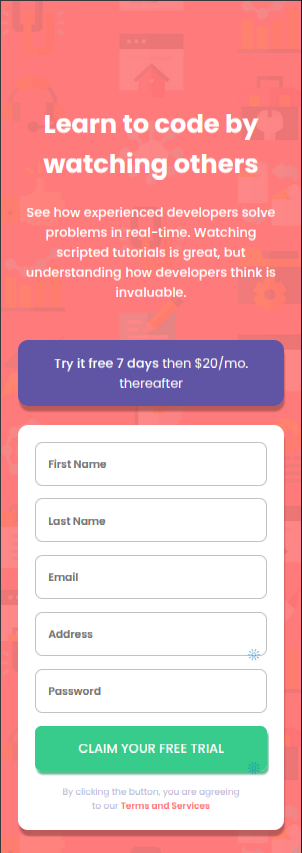 Learn to code by
watching others
See how experienced developers solve
problems in real-time. Watching
scripted tutorials is great, but
understanding how developers think is
invaluable.
Try it free 7 days then $20/mo.
thereafter
First Name
Last Name
Email
Address
Password
CLAIM YOUR FREE TRIAL
By clicking the button, you are agreeing
to our Terms and Services